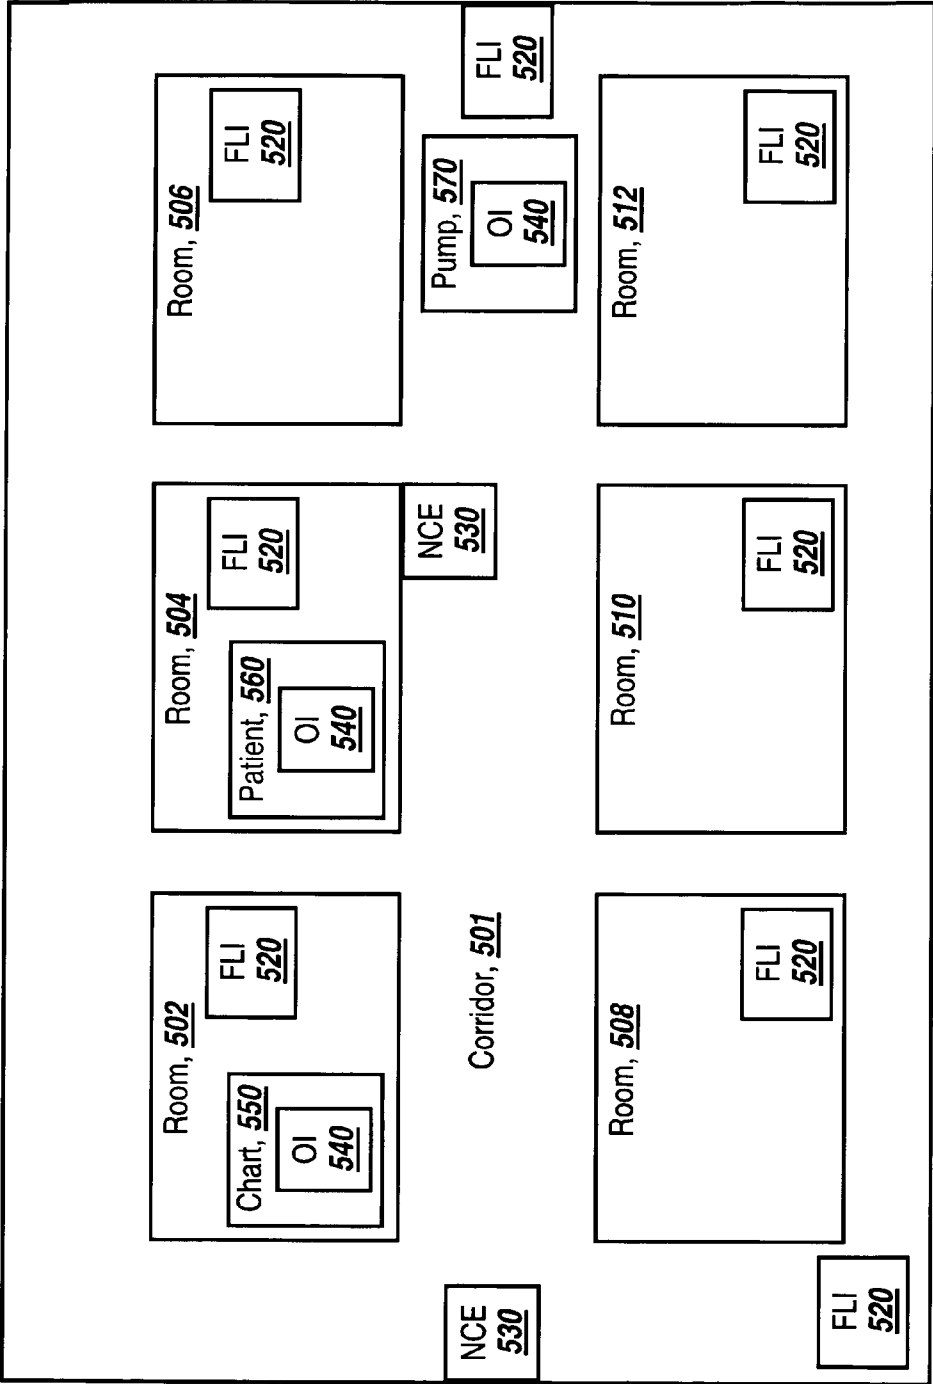 Room, 502
FLI
520
Chart, 550
OI
540
Room, 504
FLI
520
Patient, 560
OI
540
Room, 506
FLI
520
NCE
530
Corridor, 501
NCE
530
Pump, 570
OI
540
FLI
520
Room, 508
FLI
520
Room, 510
FLI
520
Room, 512
FLI
520
FLI
520